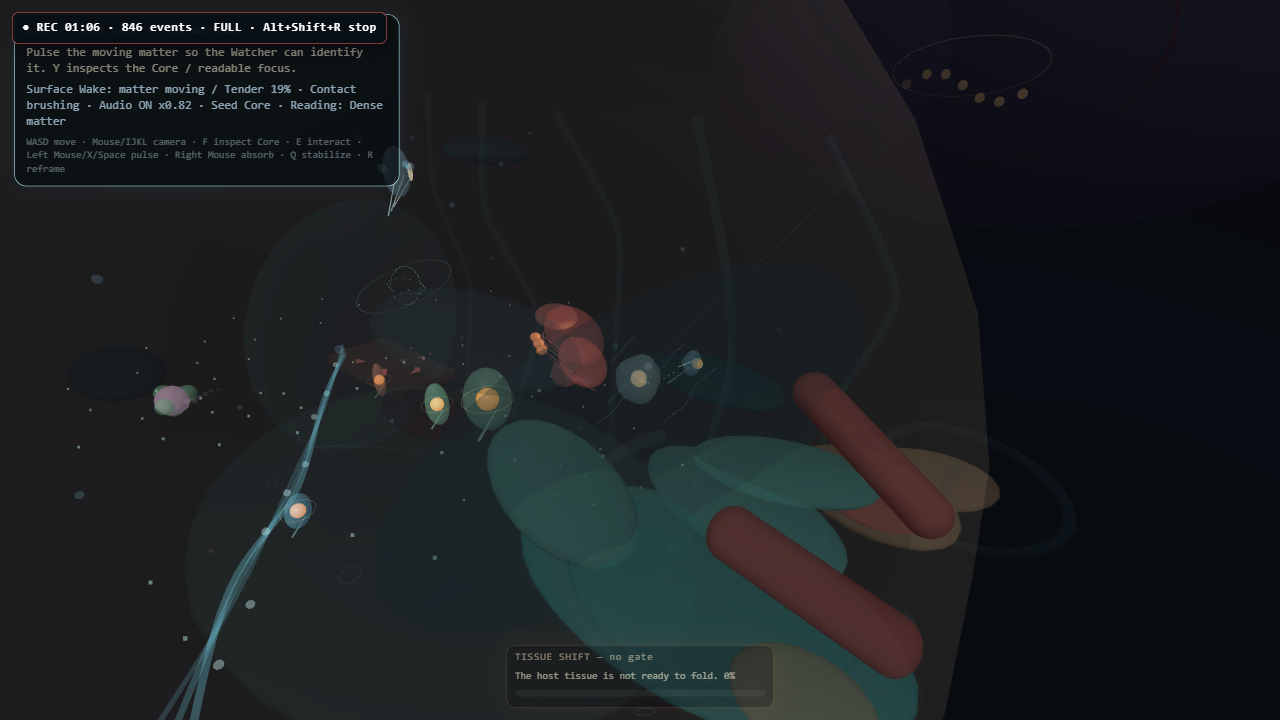 ● REC 01:06 · 846 events · FULL · Alt+Shift+R stop
Pulse the moving matter so the Watcher can identify
it. Y inspects the Core / readable focus.
Surface Wake: matter moving / Tender 19% · Contact
brushing · Audio ON x0.82 · Seed Core · Reading: Dense
matter
WASD move · Mouse/IJKL camera · F inspect Core · E interact ·
Left Mouse/X/Space pulse · Right Mouse absorb · Q stabilize · R
reframe
TISSUE SHIFT — no gate
The host tissue is not ready to fold. 0%